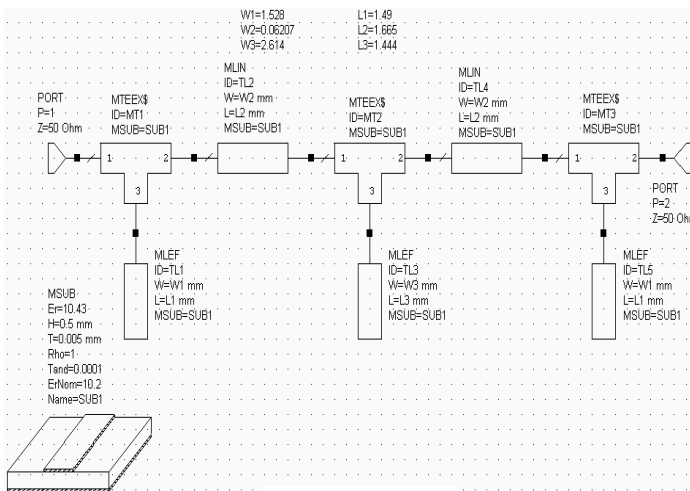 W1=1.528
W2=0.06207
W3=2.614
L1=1.49
L2=1.665
L3=1.444
MLIN
ID=TL2
W=W2 mm
L=L2 mm
MSUB=SUB1
MLIN
ID=TL4
W=W2 mm
L=L2 mm
MSUB=SUB1
PORT
P=1
Z=50 Ohm
MTEEX$
ID=MT1
MSUB=SUB1
MTEEX$
ID=MT2
MSUB=SUB1
MTEEX$
ID=MT3
MSUB=SUB1
1 2
3
1 2
3
1 2
3
PORT
P=2
Z=50 Ohm
MLEF
ID=TL1
W=W1 mm
L=L1 mm
MSUB=SUB1
MLEF
ID=TL3
W=W3 mm
L=L3 mm
MSUB=SUB1
MLEF
ID=TL5
W=W1 mm
L=L1 mm
MSUB=SUB1
MSUB
Er=10.43
H=0.5 mm
T=0.005 mm
Rho=1
Tand=0.0001
ErNom=10.2
Name=SUB1